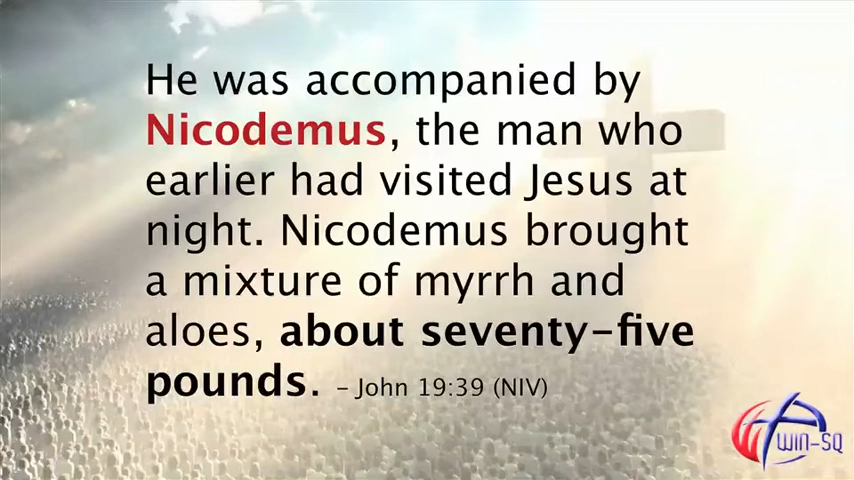 He was accompanied by
Nicodemus, the man who
earlier had visited Jesus at
night. Nicodemus brought
a mixture of myrrh and
aloes, about seventy-five
pounds. – John 19:39 (NIV)
WIN-SQ